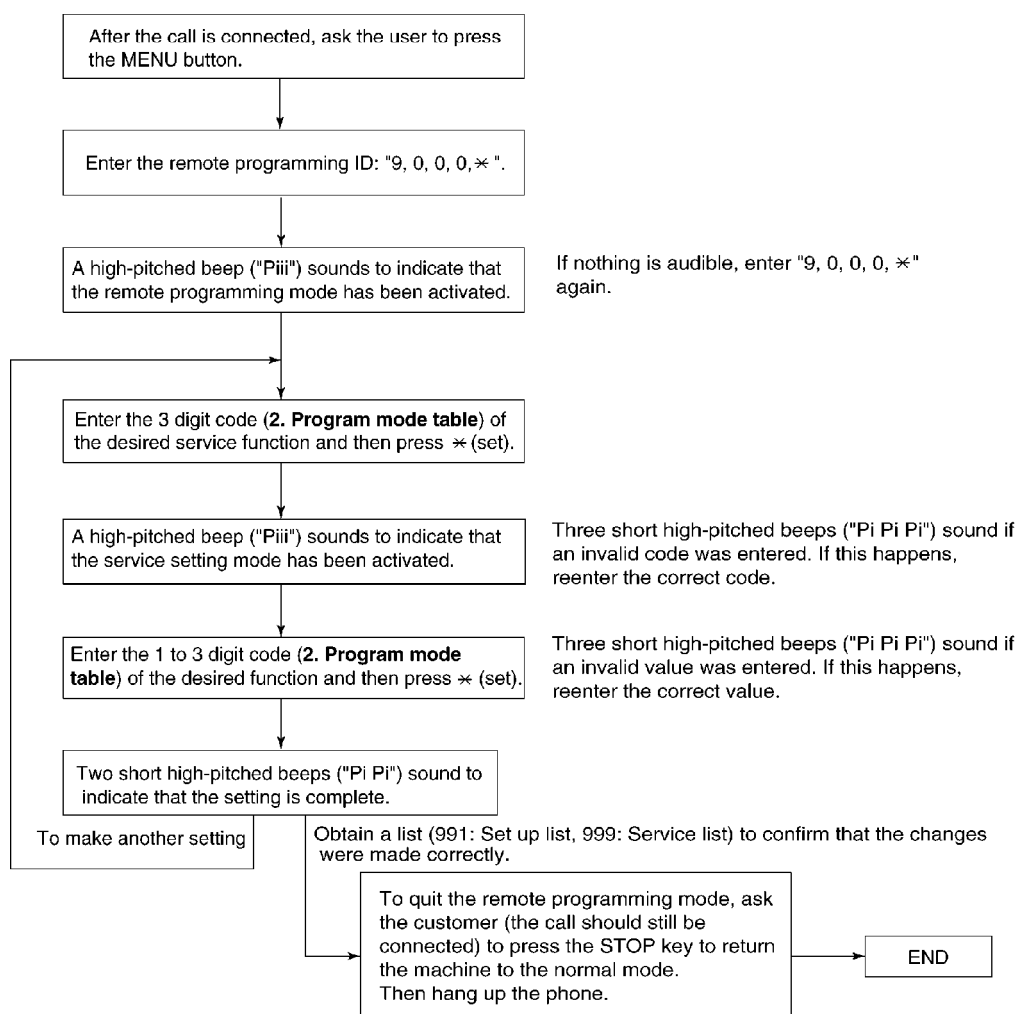 After the call is connected, ask the user to press
the MENU button.
Enter the remote programming ID: "9, 0, 0, 0,* ".
A high-pitched beep ("Piii") sounds to indicate that
the remote programming mode has been activated.
If nothing is audible, enter "9, 0, 0, 0, *"
again.
Enter the 3 digit code (2. Program mode table) of
the desired service function and then press * (set).
A high-pitched beep ("Piii") sounds to indicate that
the service setting mode has been activated.
Three short high-pitched beeps ("Pi Pi Pi") sound if
an invalid code was entered. If this happens,
reenter the correct code.
Enter the 1 to 3 digit code (2. Program mode
table) of the desired function and then press * (set).
Three short high-pitched beeps ("Pi Pi Pi") sound if
an invalid value was entered. If this happens,
reenter the correct value.
Two short high-pitched beeps ("Pi Pi") sound to
indicate that the setting is complete.
To make another setting
Obtain a list (991: Set up list, 999: Service list) to confirm that the changes
were made correctly.
To quit the remote programming mode, ask
the customer (the call should still be
connected) to press the STOP key to return
the machine to the normal mode.
Then hang up the phone.
END